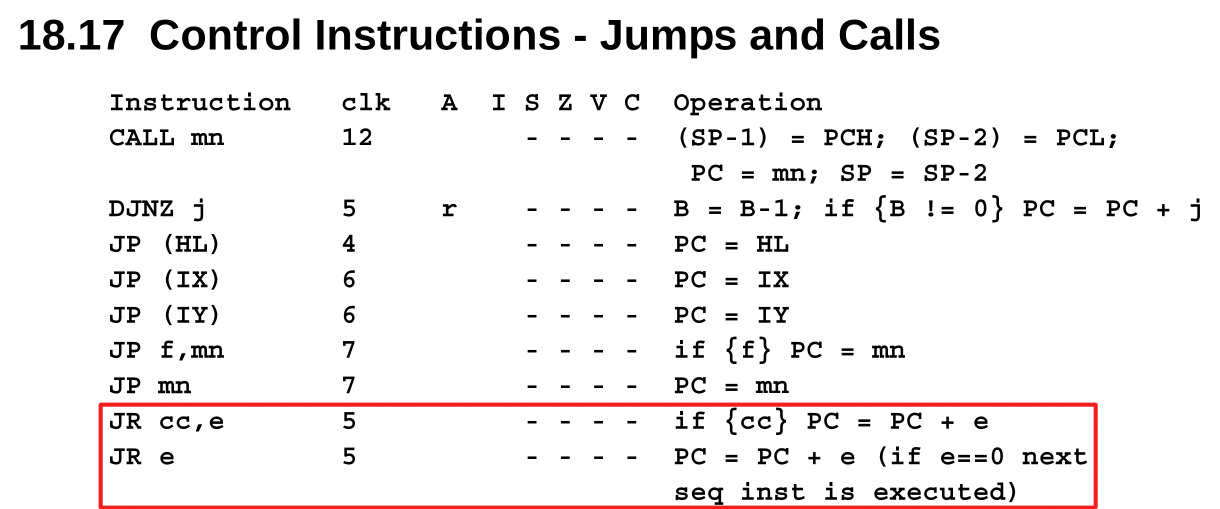 18.17 Control Instructions - Jumps and Calls
Instruction clk A I S Z V C Operation
CALL mn 12 - - - - (SP-1) = PCH; (SP-2) = PCL;
PC = mn; SP = SP-2
DJNZ j 5 r - - - - B = B-1; if {B != 0} PC = PC + j
JP (HL) 4 - - - - PC = HL
JP (IX) 6 - - - - PC = IX
JP (IY) 6 - - - - PC = IY
JP f,mn 7 - - - - if {f} PC = mn
JP mn 7 - - - - PC = mn
JR cc,e 5 - - - - if {cc} PC = PC + e
JR e 5 - - - - PC = PC + e (if e==0 next
seq inst is executed)